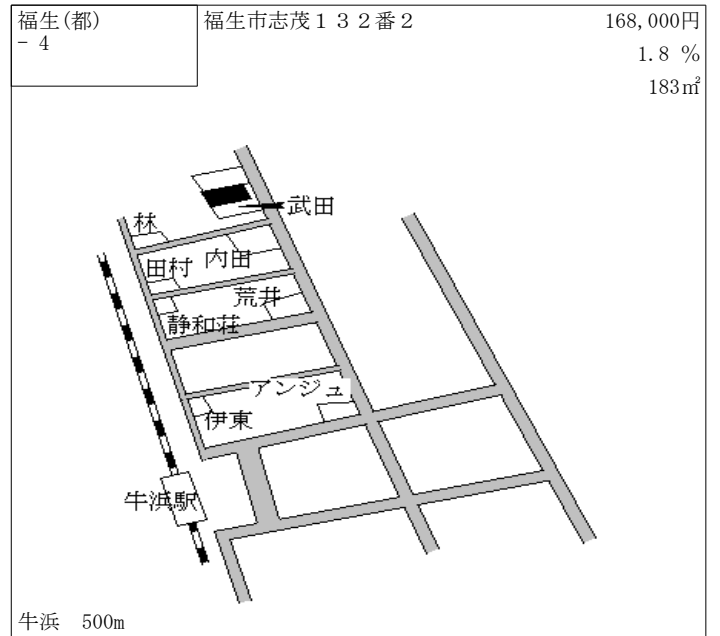 福生(都)
- 4
福生市志茂１３２番２
168,000円
1.8 %
183㎡
武田
林
内田
田村
荒井
静和荘
アンジュ
伊東
牛浜駅
牛浜　500m